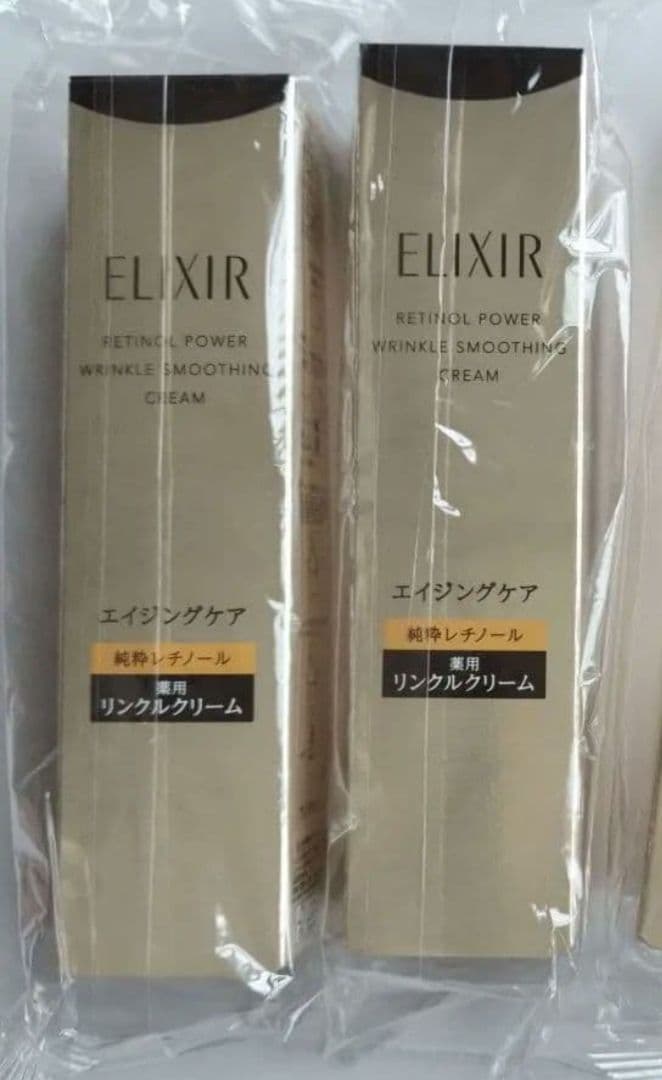 ELIXIR
RETINOL POWER
WRINKLE SMOOTHING
CREAM
エイジングケア
純粋レチノール
薬用
リンクルクリーム
ELIXIR
RETINOL POWER
WRINKLE SMOOTHING
CREAM
エイジングケア
純粋レチノール
薬用
リンクルクリーム